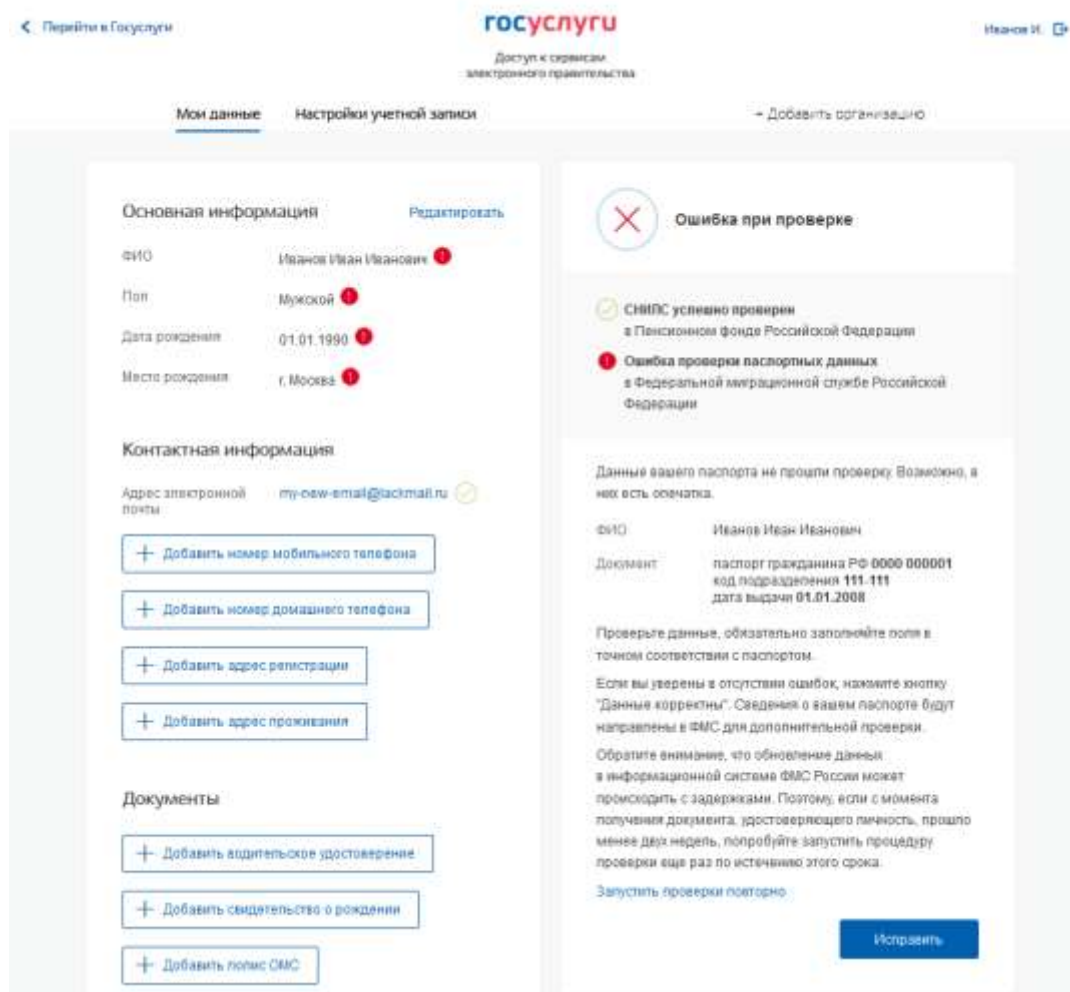 Перейти в Госуслуги
госуслуги
Иванов И.
Доступ к сервисам
электронного правительства
Мои данные
Настройки учетной записи
+ Добавить организацию
Основная информация
Редактировать
ФИО
Иванов Иван Иванович
Пол
Мужской
Дата рождения
01.01.1990
Место рождения
г. Москва
Контактная информация
Адрес электронной
почты
my-new-email@lackmail.ru
+ Добавить номер мобильного телефона
+ Добавить номер домашнего телефона
+ Добавить адрес регистрации
+ Добавить адрес проживания
Документы
+ Добавить водительское удостоверение
+ Добавить свидетельство о рождении
+ Добавить полис ОМС
Ошибка при проверке
СНИЛС успешно проверен
в Пенсионном фонде Российской Федерации
Ошибка проверки паспортных данных
в Федеральной миграционной службе Российской
Федерации
Данные вашего паспорта не прошли проверку. Возможно, в
них есть опечатка.
ФИО
Иванов Иван Иванович
Документ
паспорт гражданина РФ 0000 000001
код подразделения 111-111
дата выдачи 01.01.2008
Проверьте данные, обязательно заполняйте поля в
точном соответствии с паспортом.
Если вы уверены в отсутствии ошибок, нажмите кнопку
"Данные корректны". Сведения о вашем паспорте будут
направлены в ФМС для дополнительной проверки.
Обратите внимание, что обновление данных
в информационной системе ФМС России может
происходить с задержками. Поэтому, если с момента
получения документа, удостоверяющего личность, прошло
менее двух недель, попробуйте запустить процедуру
проверки еще раз по истечению этого срока.
Запустить проверки повторно
Исправить